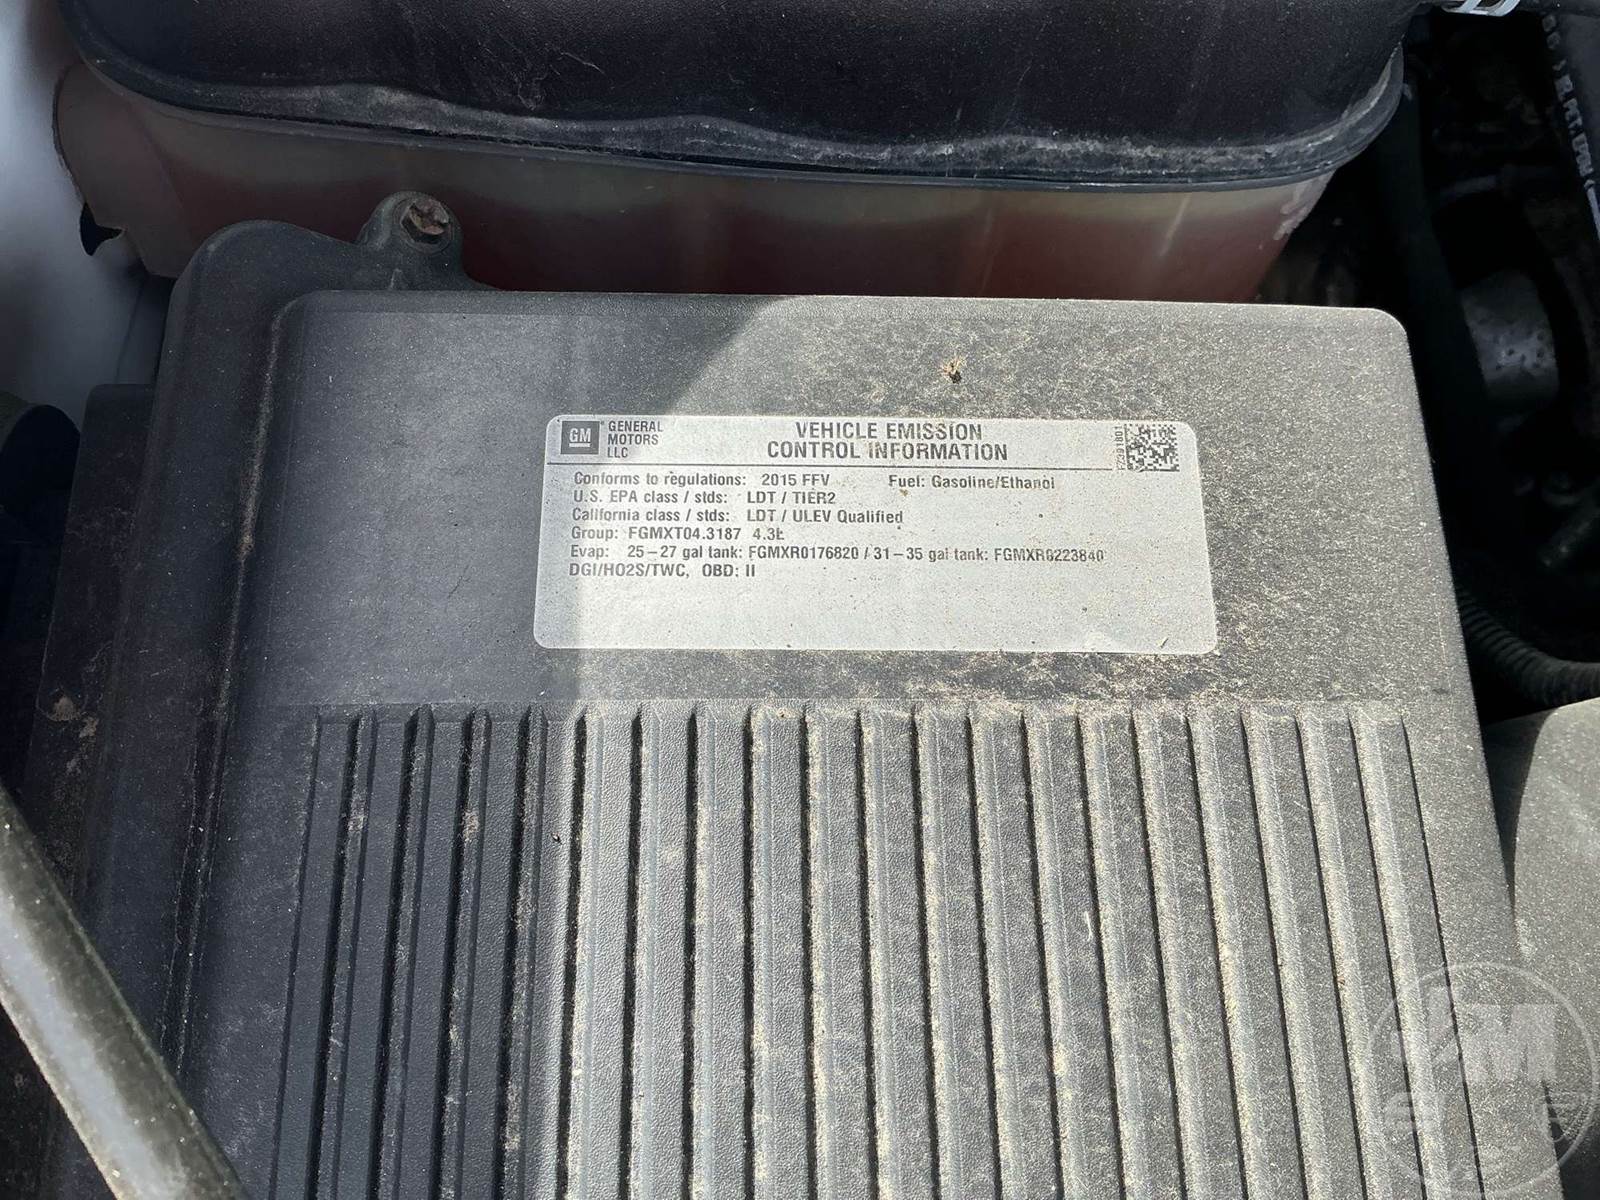 GM
GENERAL
MOTORS
LLC
VEHICLE EMISSION
CONTROL INFORMATION
Conforms to regulations: 2015 FFV Fuel: Gasoline/Ethanol
U.S. EPA class / stds: LDT / TIER2
California class / stds: LDT / ULEV Qualified
Group: FGMXT04.3187 4.3L
Evap: 25-27 gal tank: FGMXR0176820 / 31-35 gal tank: FGMXR0223840
DGI/HO2S/TWC, OBD: II